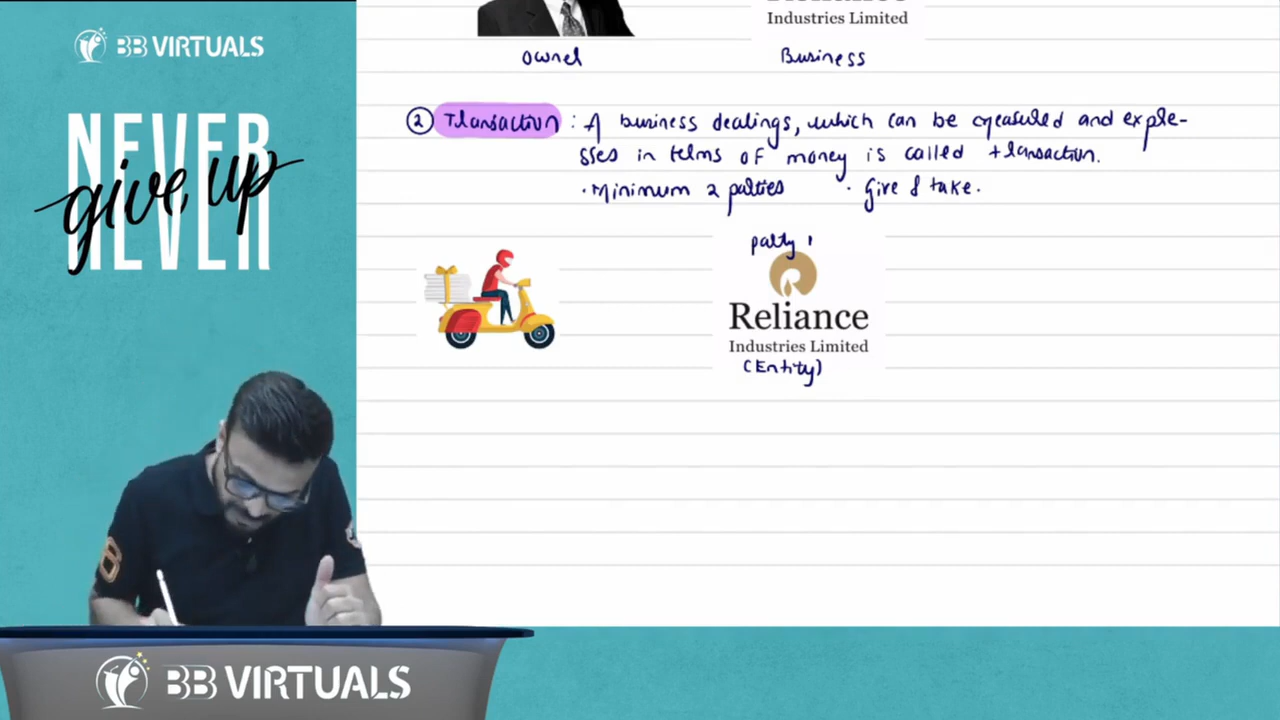 BB VIRTUALS
NEVER
give up
NEVER
Industries Limited
owner
Business
2 Transaction : A business dealings, which can be measured and expre-
sses in terms of money is called transaction.
· Minimum 2 parties · Give & take.
party 1
Reliance
Industries Limited
(Entity)
B
BB VIRTUALS